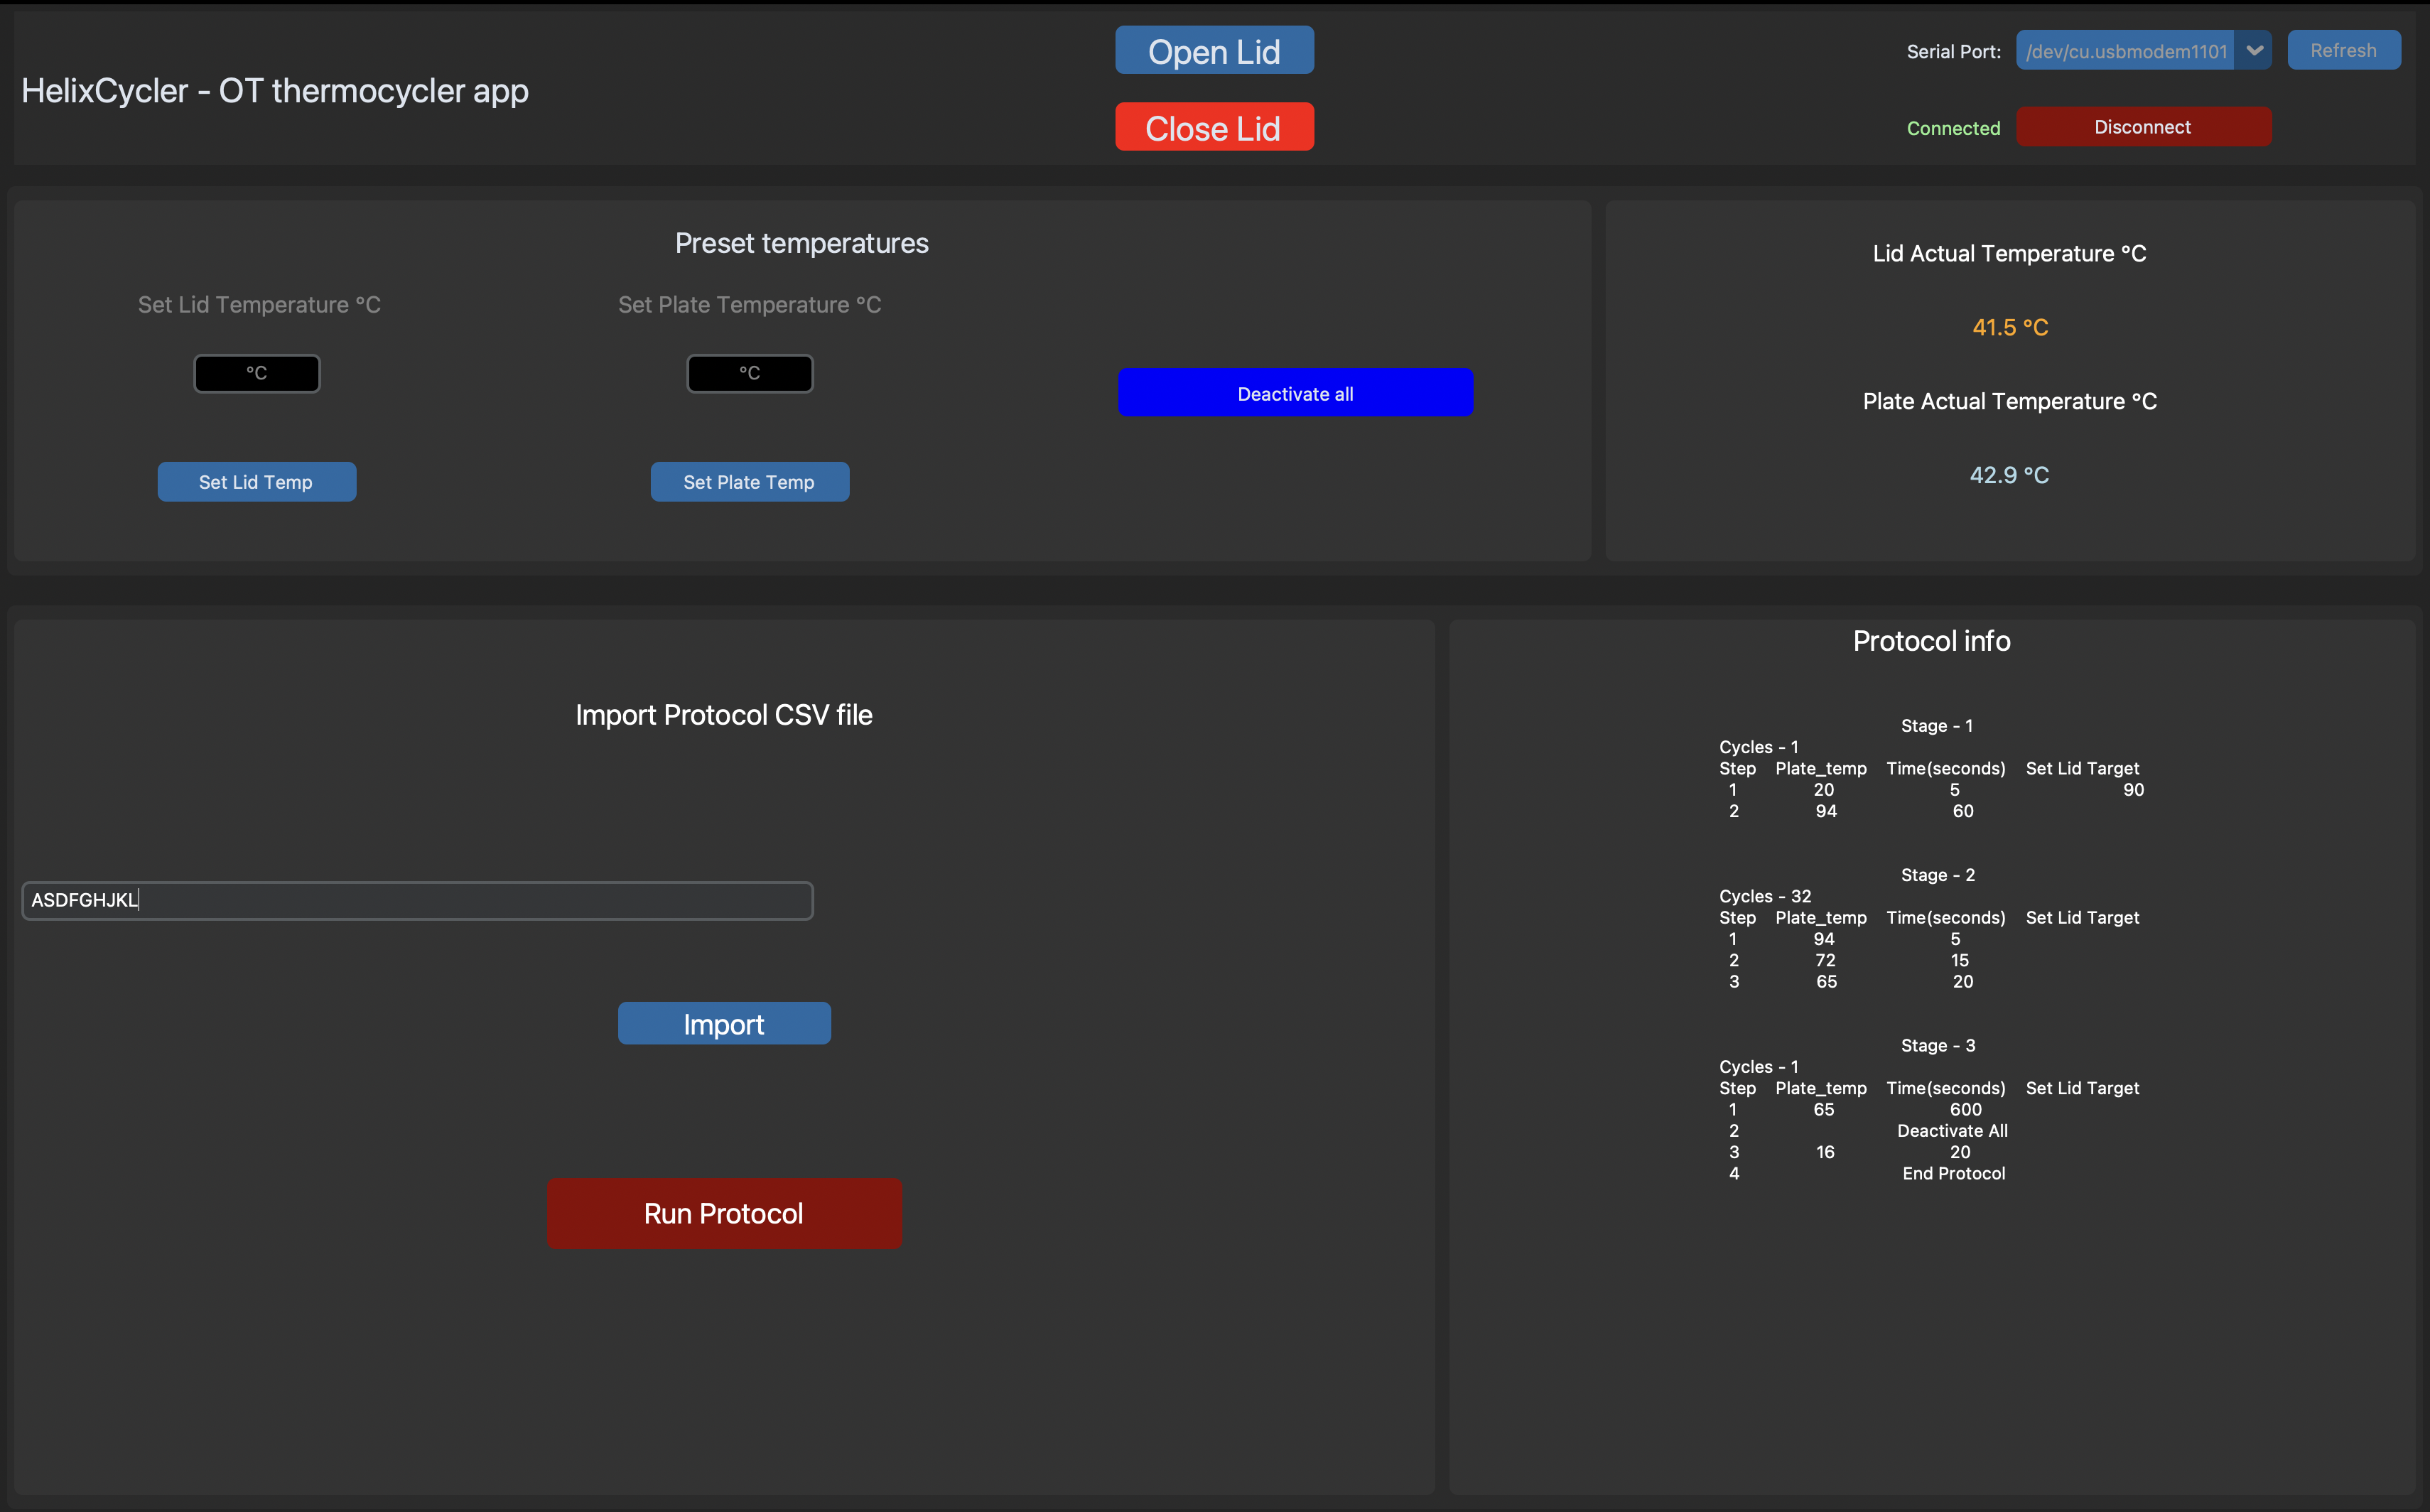 HelixCycler - OT thermocycler app
Open Lid
Close Lid
Serial Port: /dev/cu.usbmodem1101 Refresh
Connected Disconnect
Preset temperatures
Set Lid Temperature °C Set Plate Temperature °C
°C °C
Deactivate all
Set Lid Temp Set Plate Temp
Lid Actual Temperature °C
41.5 °C
Plate Actual Temperature °C
42.9 °C
Import Protocol CSV file
ASDFGHJKL
Import
Run Protocol
Protocol info
Stage - 1
Cycles - 1
Step Plate_temp Time(seconds) Set Lid Target
1 20 5 90
2 94 60
Stage - 2
Cycles - 32
Step Plate_temp Time(seconds) Set Lid Target
1 94 5
2 72 15
3 65 20
Stage - 3
Cycles - 1
Step Plate_temp Time(seconds) Set Lid Target
1 65 600
2 Deactivate All
3 16 20
4 End Protocol